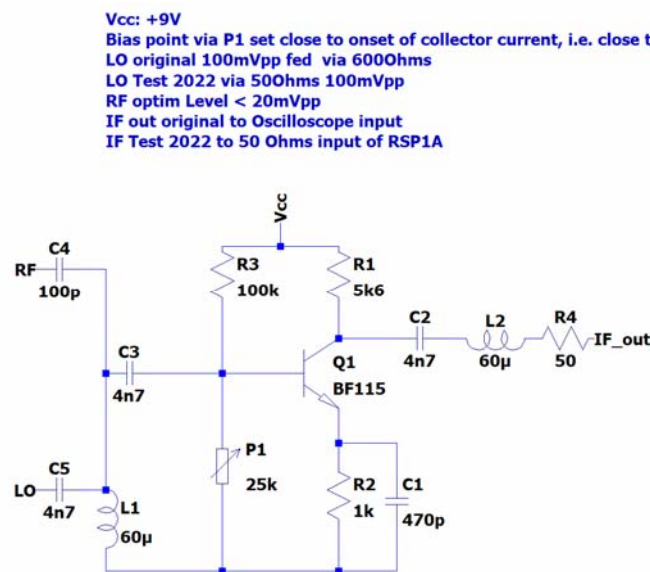 Vcc: +9V
Bias point via P1 set close to onset of collector current, i.e. close t
LO original 100mVpp fed via 600Ohms
LO Test 2022 via 50Ohms 100mVpp
RF optim Level < 20mVpp
IF out original to Oscilloscope input
IF Test 2022 to 50 Ohms input of RSP1A
Vcc
C4
RF
100p
R3
100k
R1
5k6
C2
4n7
L2
60µ
R4
50
IF_out
C3
4n7
Q1
BF115
C5
LO
4n7
L1
60µ
P1
25k
R2
1k
C1
470p